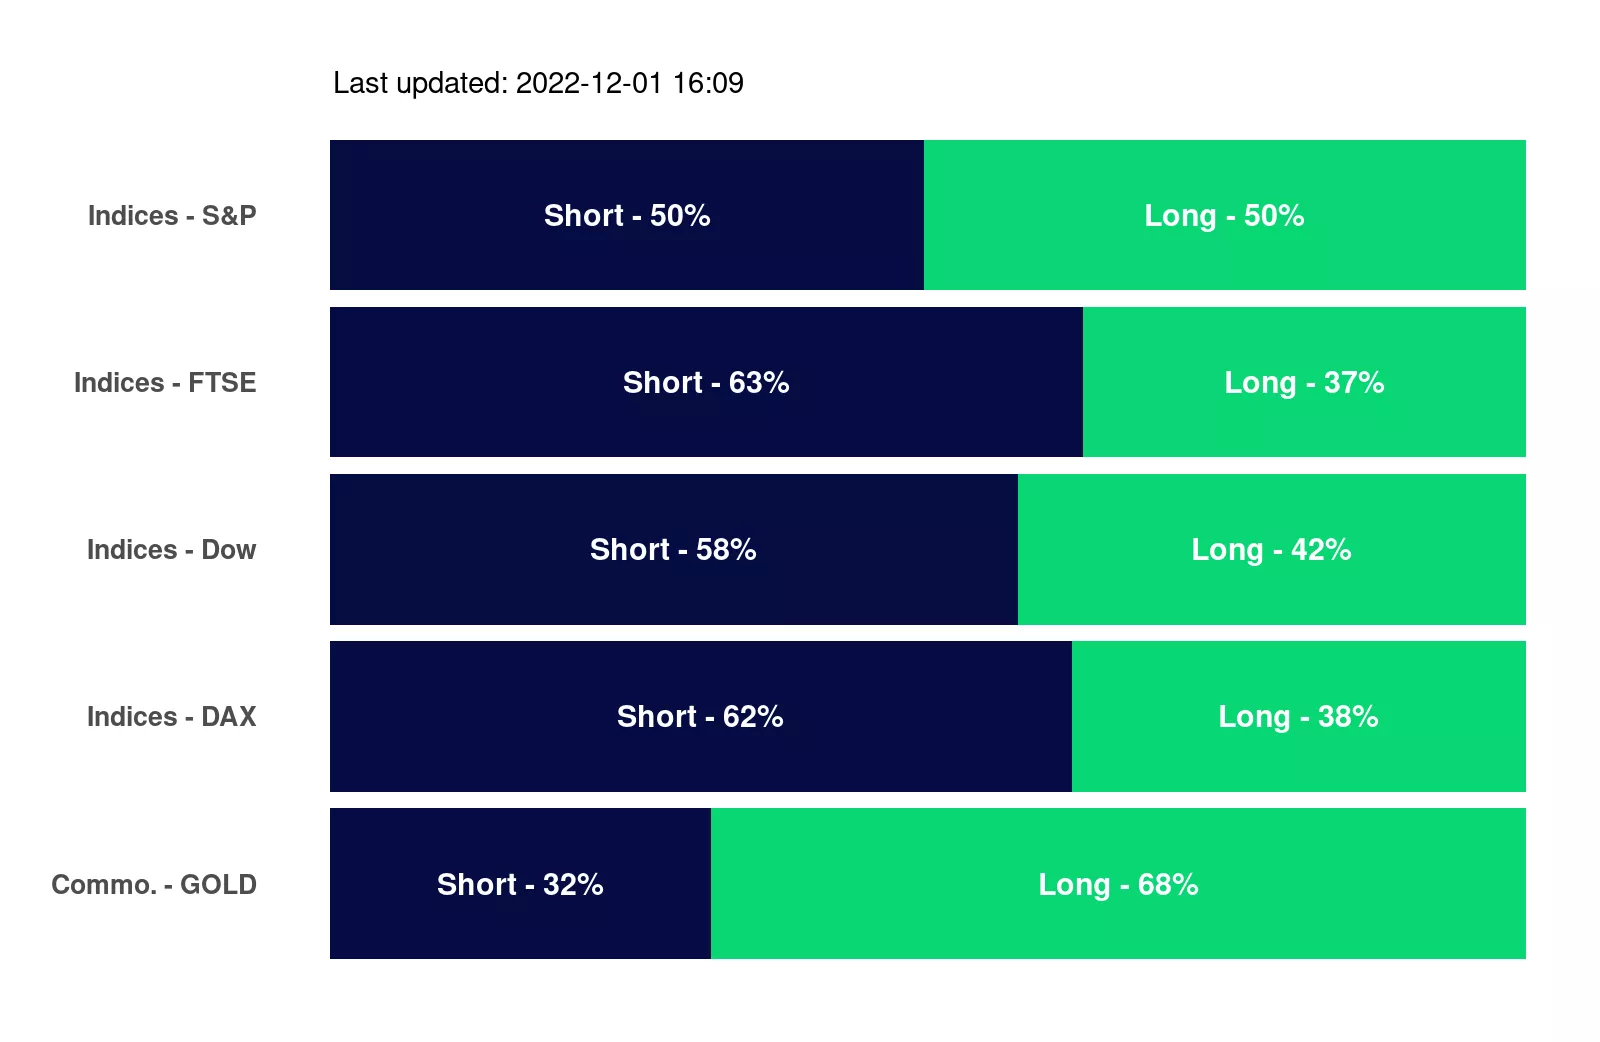 Last updated: 2022-12-01 16:09
Indices - S&P Short - 50% Long - 50%
Indices - FTSE Short - 63% Long - 37%
Indices - Dow Short - 58% Long - 42%
Indices - DAX Short - 62% Long - 38%
Commo. - GOLD Short - 32% Long - 68%